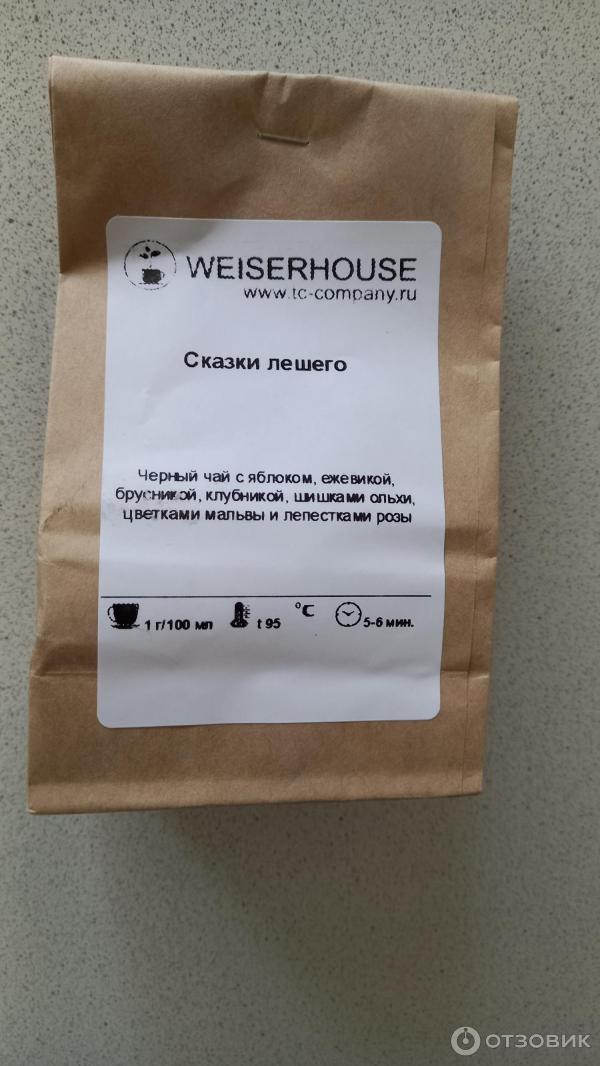 WEISERHOUSE
www.tc-company.ru
Сказки лешего
Черный чай с яблоком, ежевикой,
брусникой, клубникой, шишками ольхи,
цветками мальвы и лепестками розы
1 г/100 мл t 95 °C 5-6 мин.
ОТЗОВИК